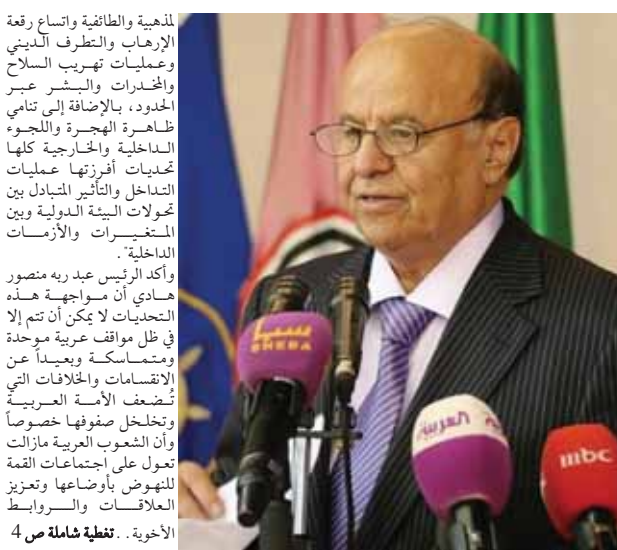 لمذهبية والطائفية واتساع رقعة
الإرهاب والتطرف الديني
وعمليات تهريب السلاح
والمخدرات والبشر عبر
الحدود، بالإضافة إلى تنامي
ظاهرة الهجرة واللجوء
الداخلية والخارجية كلها
تحديات أفرزتها عمليات
التداخل والتأثير المتبادل بين
تحولات البيئة الدولية وبين
المتغيرات والأزمات
الداخلية".
وأكد الرئيس عبد ربه منصور
هادي أن مواجهة هذه
التحديات لا يمكن أن تتم إلا
في ظل مواقف عربية موحدة
ومتماسكة وبعيداً عن
الانقسامات والخلافات التي
تُضعف الأمة العربية
وتخلخل صفوفها خصوصاً
وأن الشعوب العربية مازالت
تعول على اجتماعات القمة
للنهوض بأوضاعها وتعزيز
العلاقات والروابط
الأخوية. . تغطية شاملة ص 4
سبأ
SHEBA
العربية
mbc